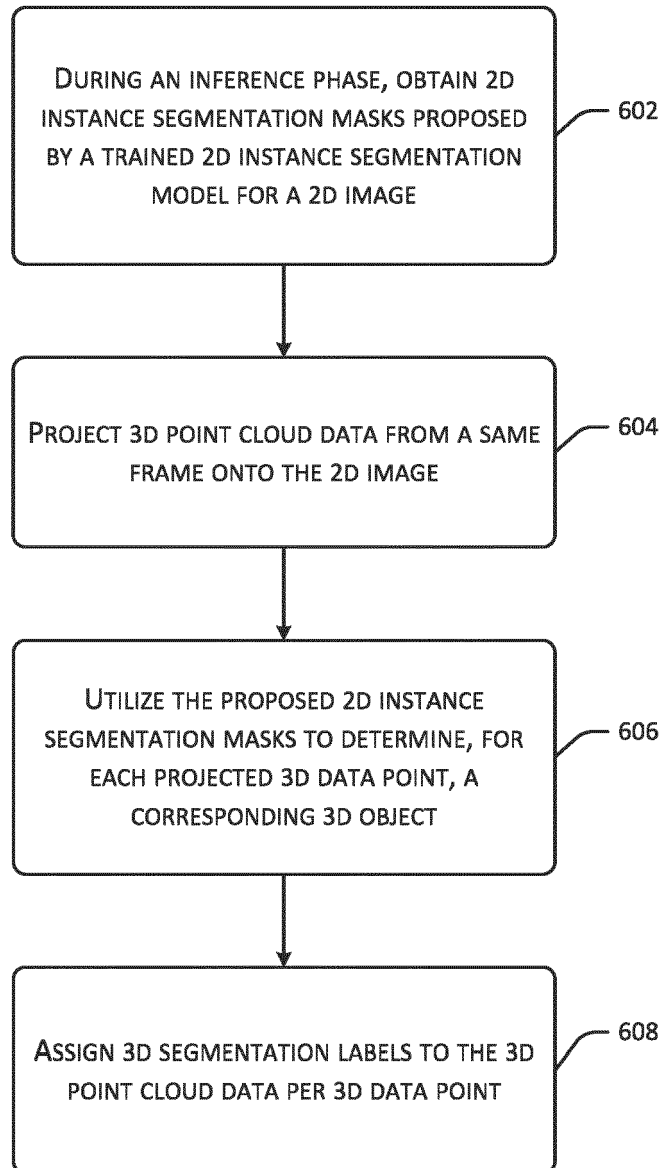 DURING AN INFERENCE PHASE, OBTAIN 2D
INSTANCE SEGMENTATION MASKS PROPOSED
BY A TRAINED 2D INSTANCE SEGMENTATION
MODEL FOR A 2D IMAGE
602
PROJECT 3D POINT CLOUD DATA FROM A SAME
FRAME ONTO THE 2D IMAGE
604
UTILIZE THE PROPOSED 2D INSTANCE
SEGMENTATION MASKS TO DETERMINE, FOR
EACH PROJECTED 3D DATA POINT, A
CORRESPONDING 3D OBJECT
606
ASSIGN 3D SEGMENTATION LABELS TO THE 3D
POINT CLOUD DATA PER 3D DATA POINT
608